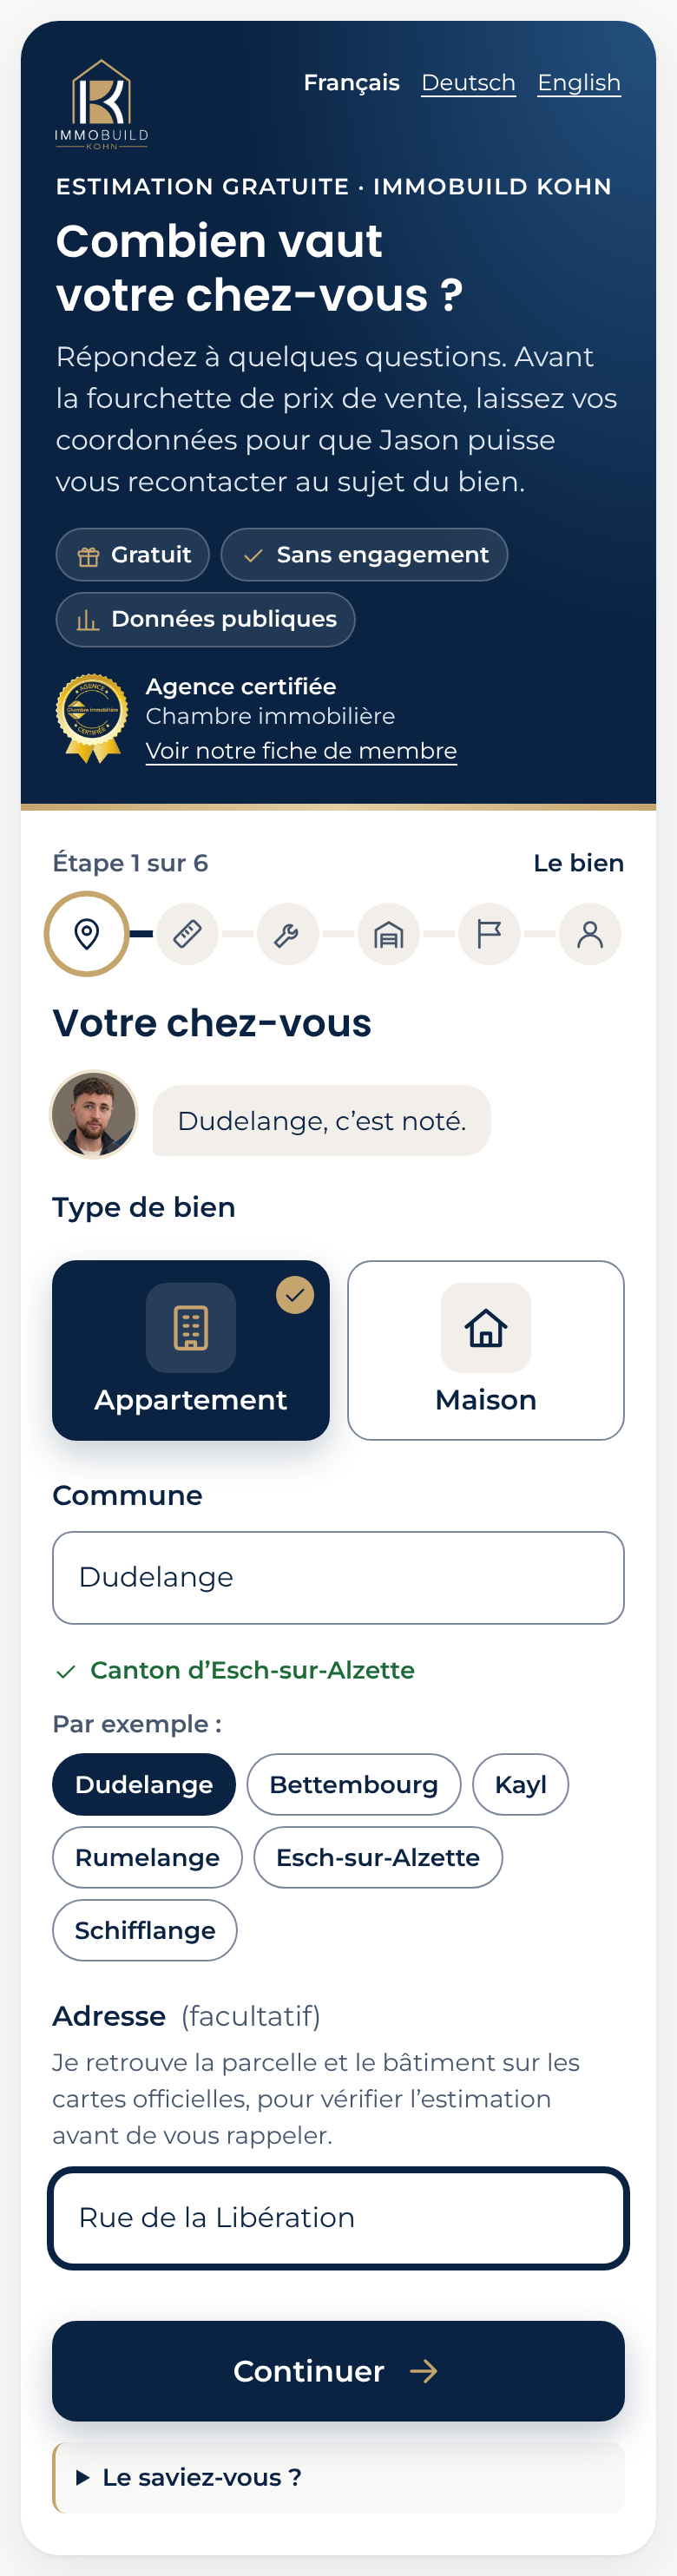 IMMOBUILD
KOHN
Français Deutsch English
ESTIMATION GRATUITE · IMMOBUILD KOHN
Combien vaut
votre chez-vous ?
Répondez à quelques questions. Avant
la fourchette de prix de vente, laissez vos
coordonnées pour que Jason puisse
vous recontacter au sujet du bien.
Gratuit
Sans engagement
Données publiques
AGENCE
Chambre Immobilière
CERTIFIÉE
Agence certifiée
Chambre immobilière
Voir notre fiche de membre
Étape 1 sur 6
Le bien
Votre chez-vous
Dudelange, c’est noté.
Type de bien
Appartement
Maison
Commune
Dudelange
Canton d’Esch-sur-Alzette
Par exemple :
Dudelange
Bettembourg
Kayl
Rumelange
Esch-sur-Alzette
Schifflange
Adresse (facultatif)
Je retrouve la parcelle et le bâtiment sur les
cartes officielles, pour vérifier l’estimation
avant de vous rappeler.
Rue de la Libération
Continuer →
Le saviez-vous ?